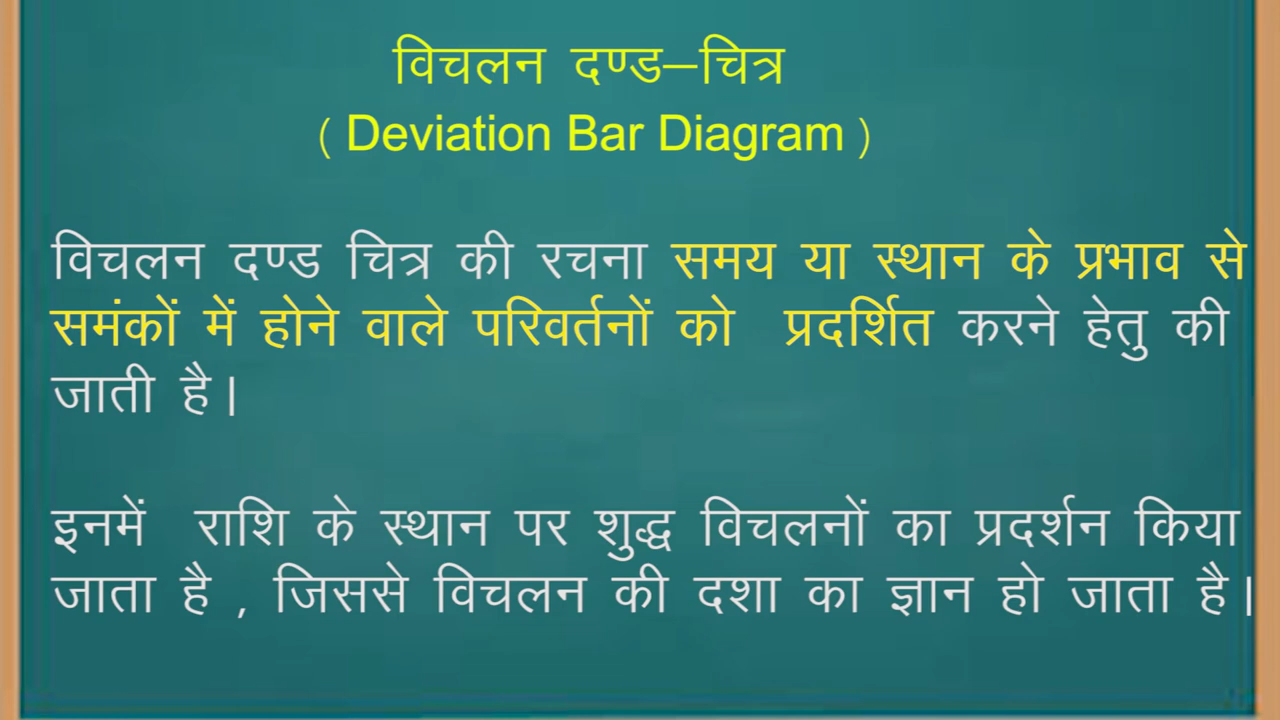 विचलन दण्ड–चित्र
( Deviation Bar Diagram )
विचलन दण्ड चित्र की रचना समय या स्थान के प्रभाव से
समंकों में होने वाले परिवर्तनों को प्रदर्शित करने हेतु की
जाती है।
इनमें राशि के स्थान पर शुद्ध विचलनों का प्रदर्शन किया
जाता है , जिससे विचलन की दशा का ज्ञान हो जाता है।